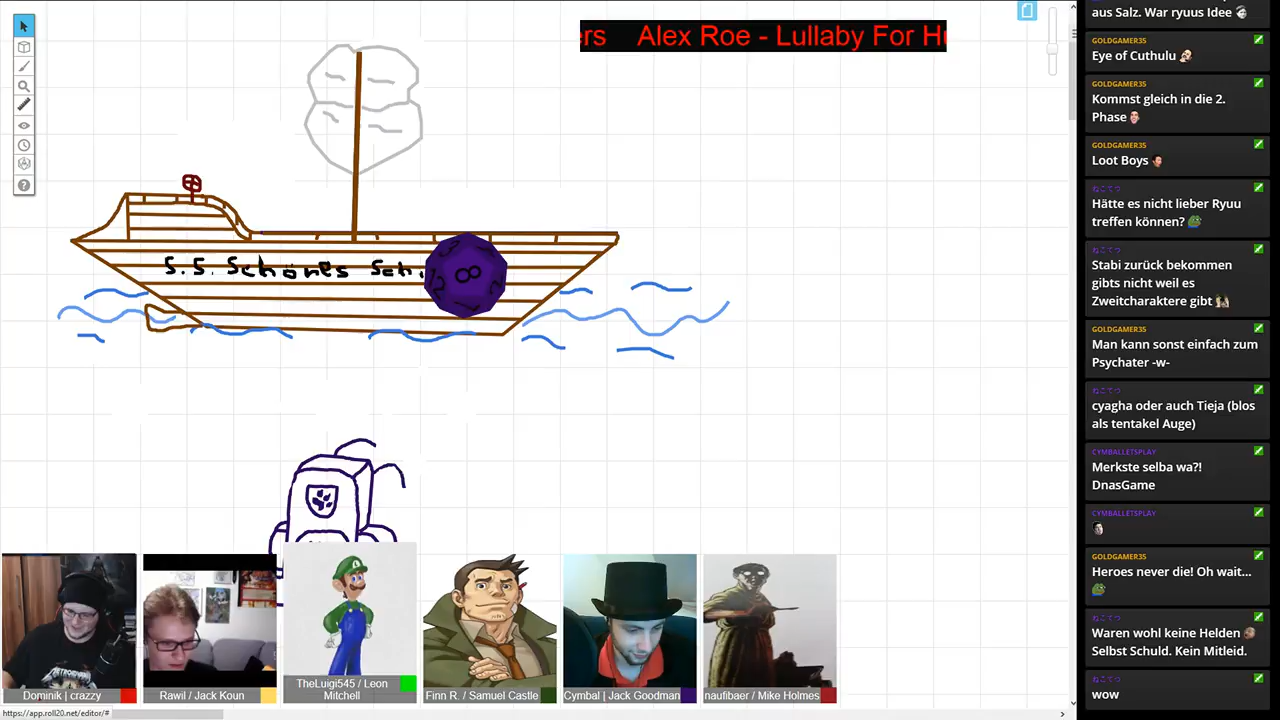 ers    Alex Roe - Lullaby For Hu
S.S. Schönes Sch
8
aus Salz. War ryuus Idee
GOLDGAMER35
Eye of Cuthulu
GOLDGAMER35
Kommst gleich in die 2.
Phase
GOLDGAMER35
Loot Boys
Hätte es nicht lieber Ryuu
treffen können?
Stabi zurück bekommen
gibts nicht weil es
Zweitcharaktere gibt
GOLDGAMER35
Man kann sonst einfach zum
Psychater -w-
cyagha oder auch Tieja (blos
als tentakel Auge)
CYMBALLETSPLAY
Merkste selba wa?!
DnasGame
CYMBALLETSPLAY
GOLDGAMER35
Heroes never die! Oh wait...
Waren wohl keine Helden
Selbst Schuld. Kein Mitleid.
wow
Dominik | crazzy
Rawil / Jack Koun
TheLuigi545 / Leon
Mitchell
Finn R. / Samuel Castle
Cymbal | Jack Goodman
naufibaer / Mike Holmes
https://app.roll20.net/editor/#